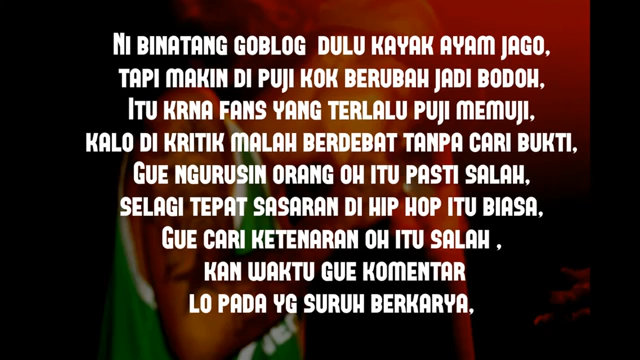 Ni binatang goblog dulu kayak ayam jago,
tapi makin di puji kok berubah jadi bodoh,
Itu krna fans yang terlalu puji memuji,
kalo di kritik malah berdebat tanpa cari bukti,
Gue ngurusin orang oh itu pasti salah,
selagi tepat sasaran di hip hop itu biasa,
Gue cari ketenaran oh itu salah ,
kan waktu gue komentar
lo pada yg suruh berkarya,